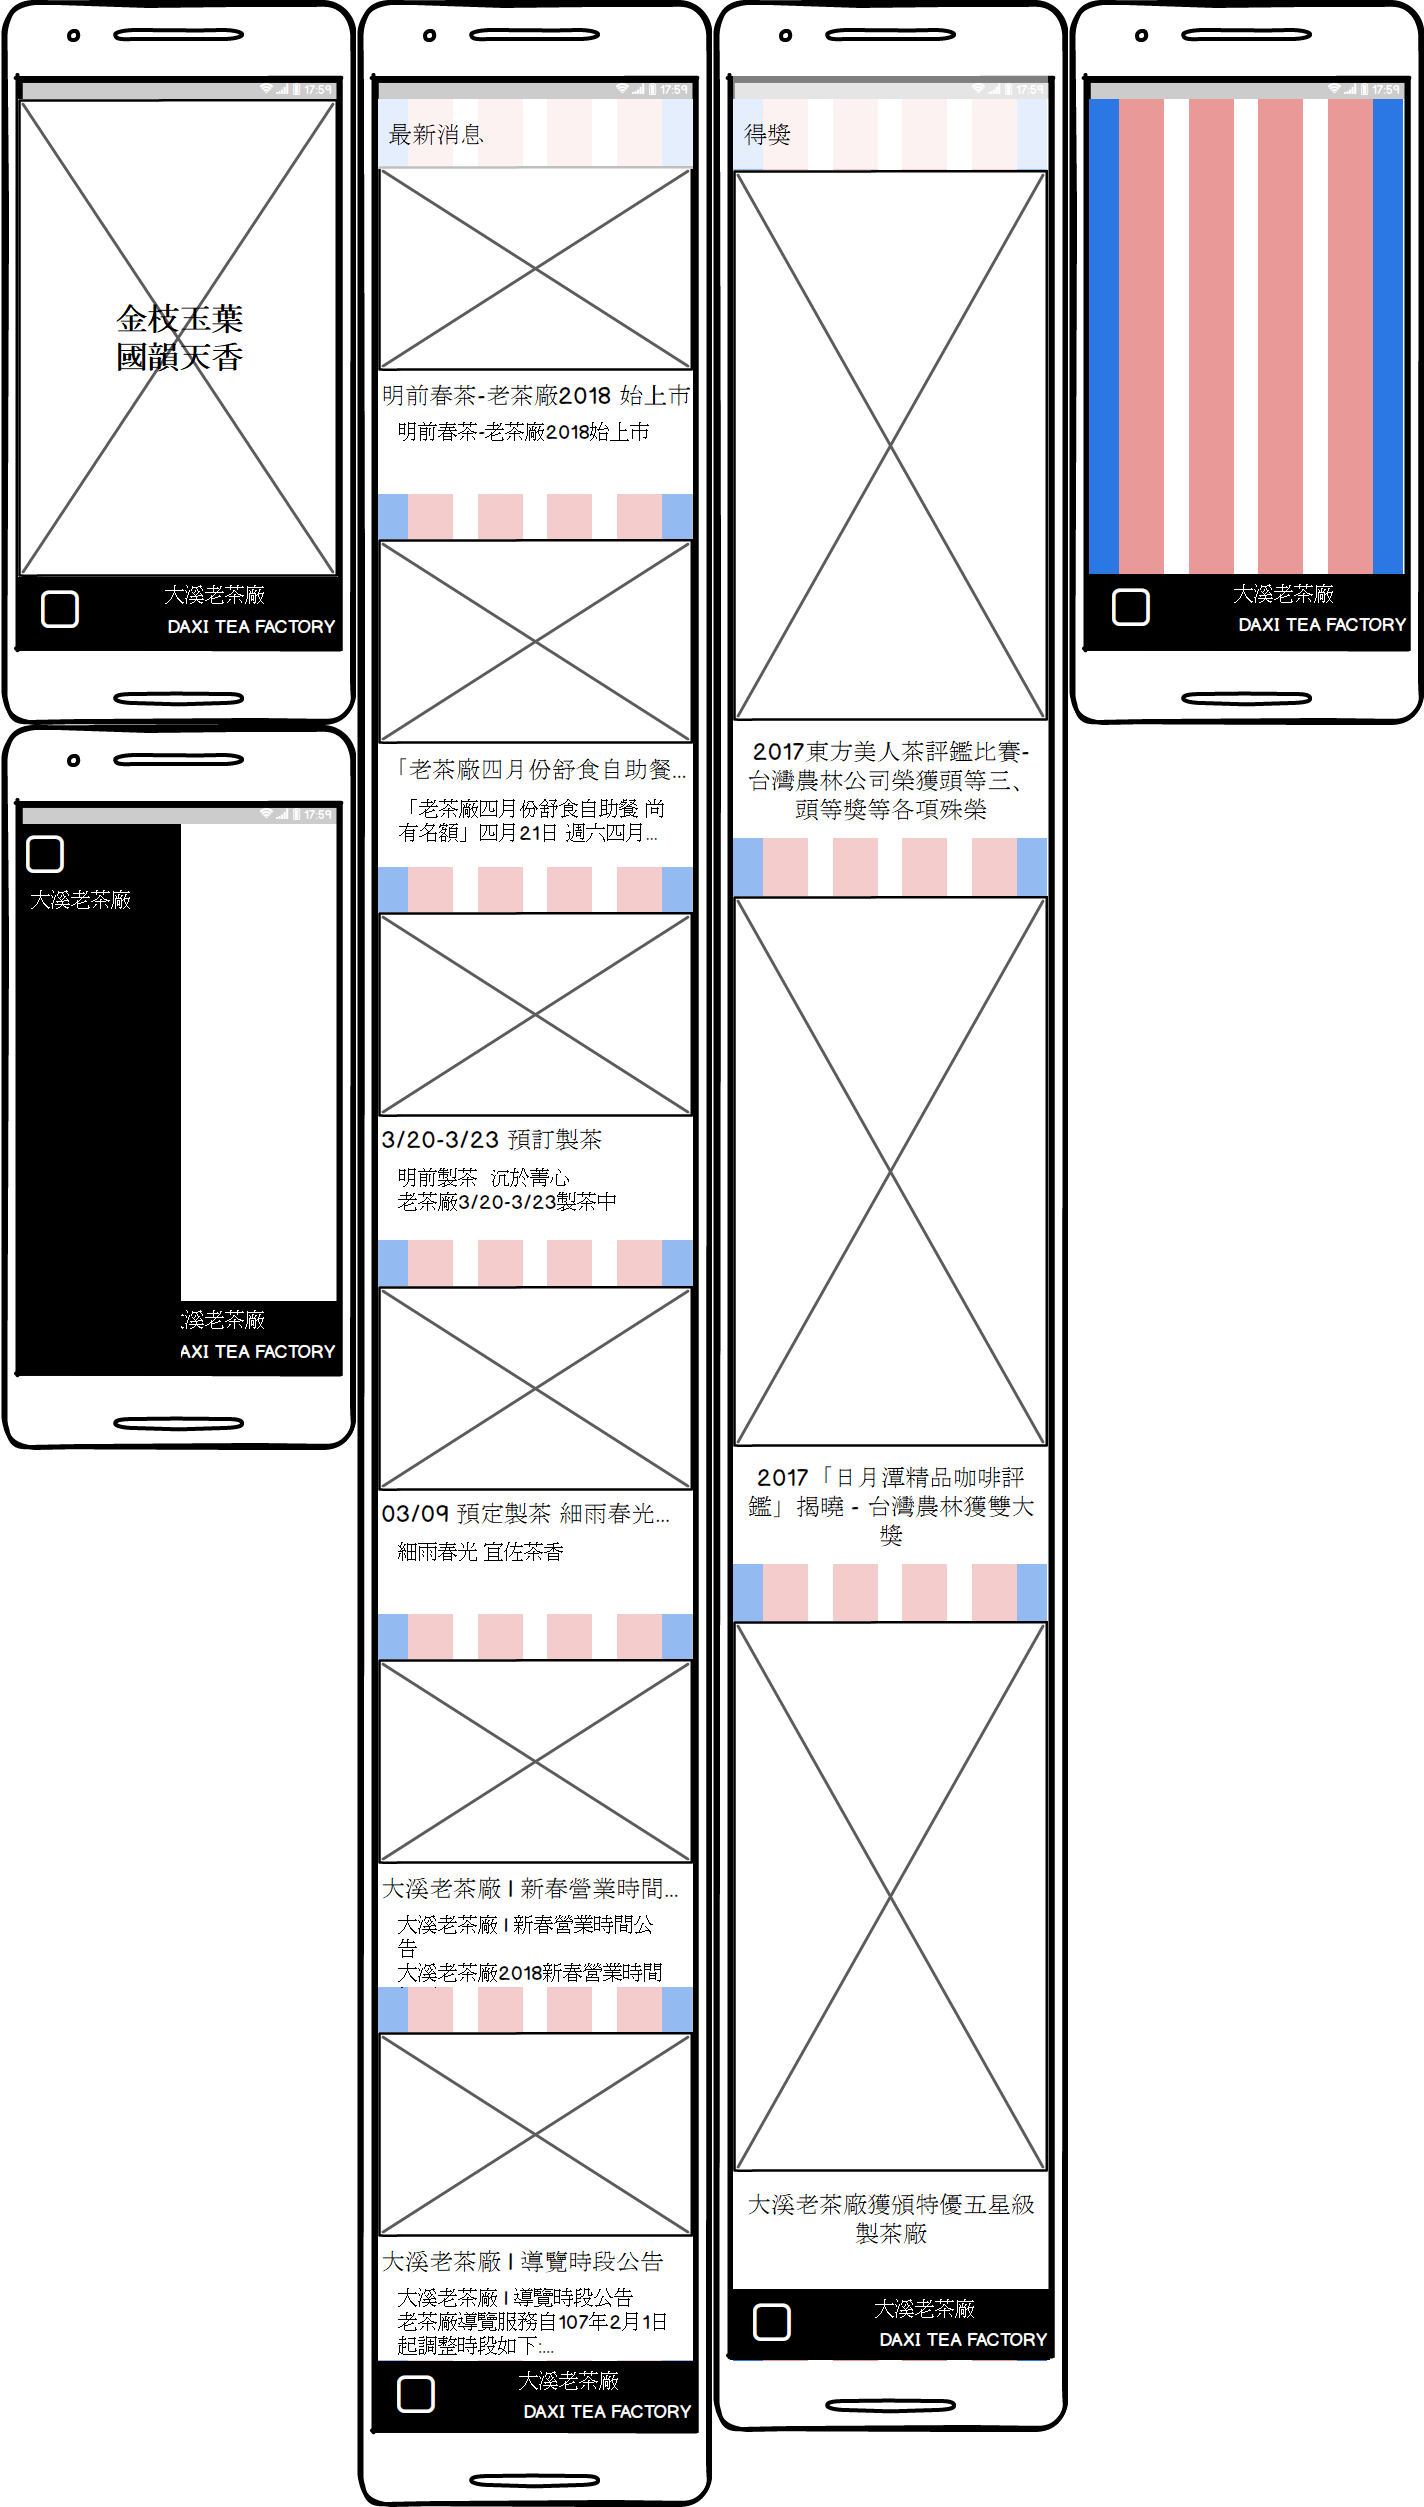 17:59
金枝玉葉
國韻天香
大溪老茶廠
DAXI TEA FACTORY
17:59
大溪老茶廠
溪老茶廠
AXI TEA FACTORY
17:59
最新消息
明前春茶-老茶廠2018 始上市
明前春茶-老茶廠2018始上市
「老茶廠四月份舒食自助餐...
「老茶廠四月份舒食自助餐 尚
有名額」四月21日 週六四月...
3/20-3/23 預訂製茶
明前製茶 沉於菁心
老茶廠3/20-3/23製茶中
03/09 預定製茶 細雨春光...
細雨春光 宜佐茶香
大溪老茶廠 l 新春營業時間...
大溪老茶廠 l 新春營業時間公
告
大溪老茶廠2018新春營業時間
大溪老茶廠 l 導覽時段公告
大溪老茶廠 l 導覽時段公告
老茶廠導覽服務自107年2月1日
起調整時段如下:...
大溪老茶廠
DAXI TEA FACTORY
17:59
得獎
2017東方美人茶評鑑比賽-
台灣農林公司榮獲頭等三、
頭等獎等各項殊榮
2017「日月潭精品咖啡評
鑑」揭曉 - 台灣農林獲雙大
獎
大溪老茶廠獲頒特優五星級
製茶廠
大溪老茶廠
DAXI TEA FACTORY
17:59
大溪老茶廠
DAXI TEA FACTORY